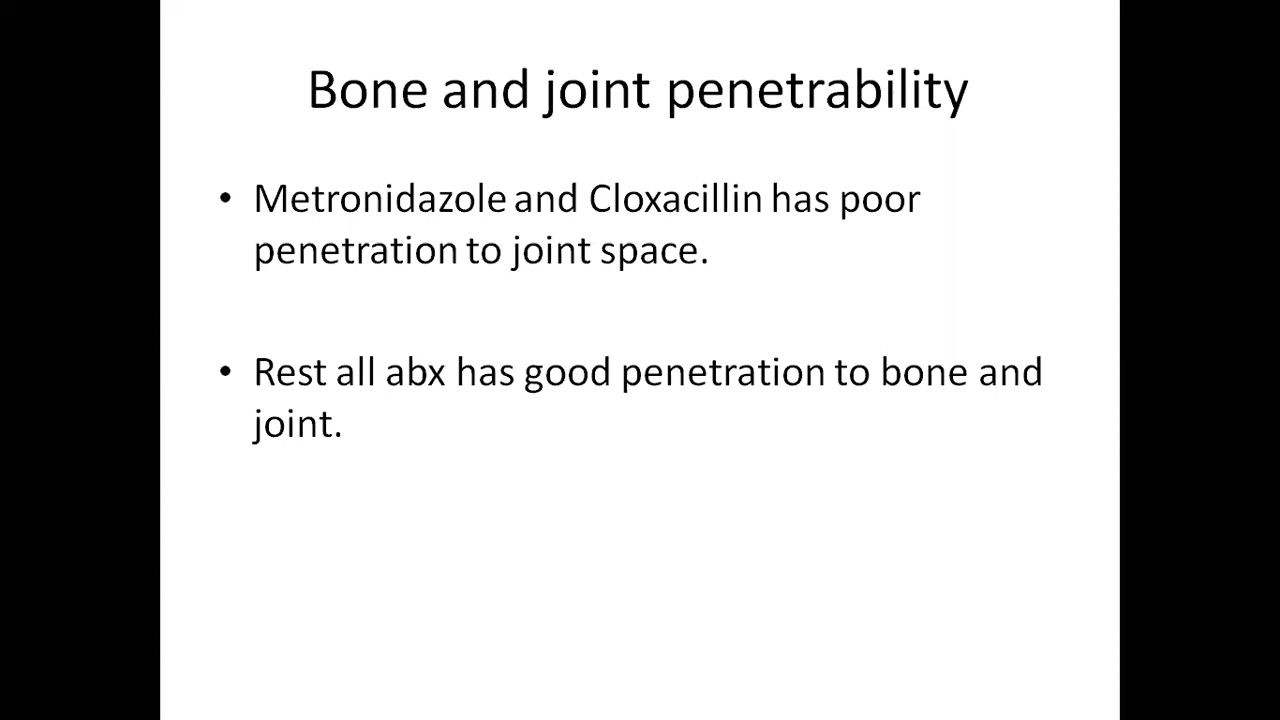 Bone and joint penetrability
• Metronidazole and Cloxacillin has poor
penetration to joint space.
• Rest all abx has good penetration to bone and
joint.